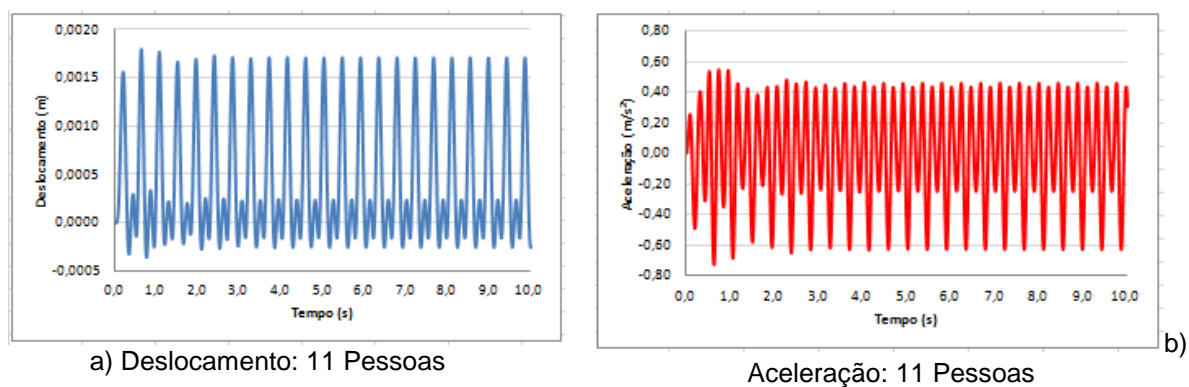 0,0020
0,0015
0,0010
0,0005
0,0000
-0,0005
Deslocamento (m)
0,0 1,0 2,0 3,0 4,0 5,0 6,0 7,0 8,0 9,0 10,0
Tempo (s)
a) Deslocamento: 11 Pessoas
0,80
0,60
0,40
0,20
0,00
-0,20
-0,40
-0,60
-0,80
Aceleração (m/s²)
0,0 1,0 2,0 3,0 4,0 5,0 6,0 7,0 8,0 9,0 10,0
Tempo (s)
b)
Aceleração: 11 Pessoas